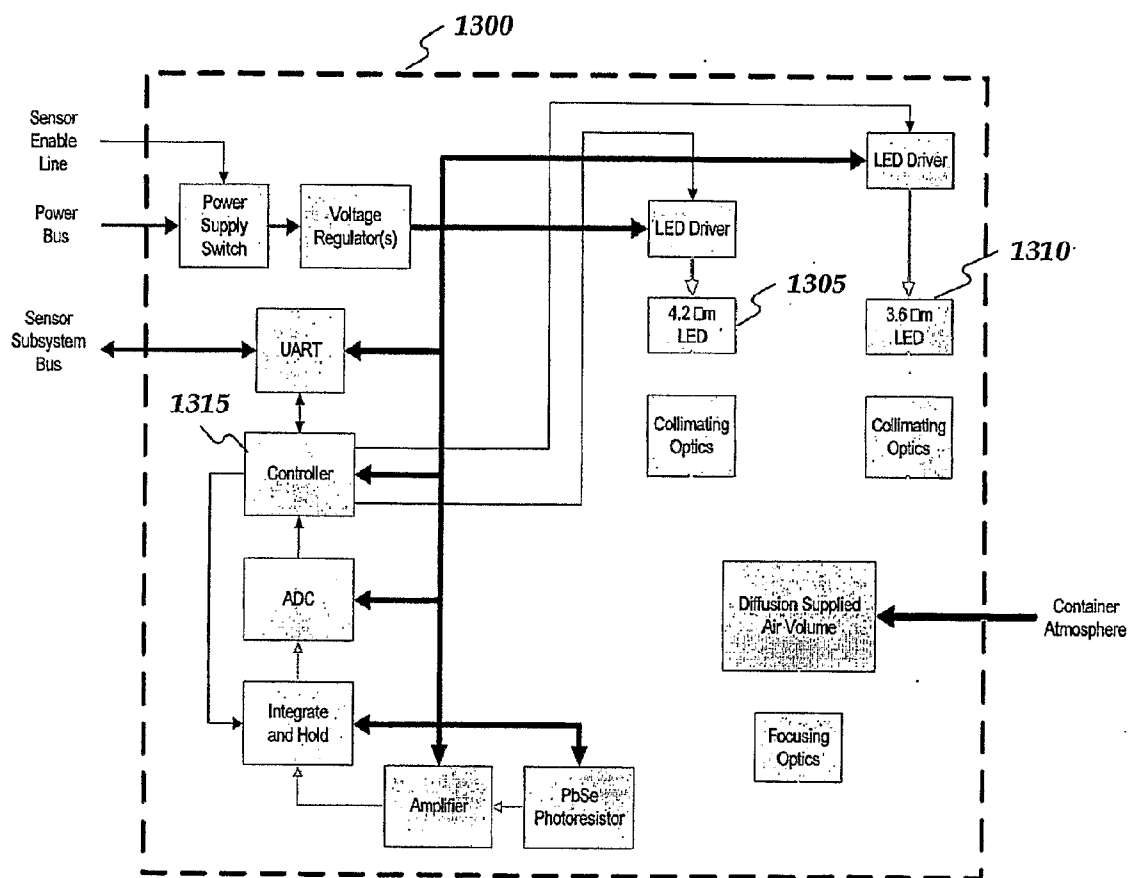 1300
Sensor
Enable
Line
Power
Bus
Power
Supply
Switch
Voltage
Regulator(s)
LED Driver
LED Driver
1305
1310
4.2 □m
LED
3.6 □m
LED
Sensor
Subsystem
Bus
UART
1315
Controller
Collimating
Optics
Collimating
Optics
ADC
Diffusion Supplied
Air Volume
Container
Atmosphere
Integrate
and Hold
Focusing
Optics
Amplifier
PbSe
Photoresistor